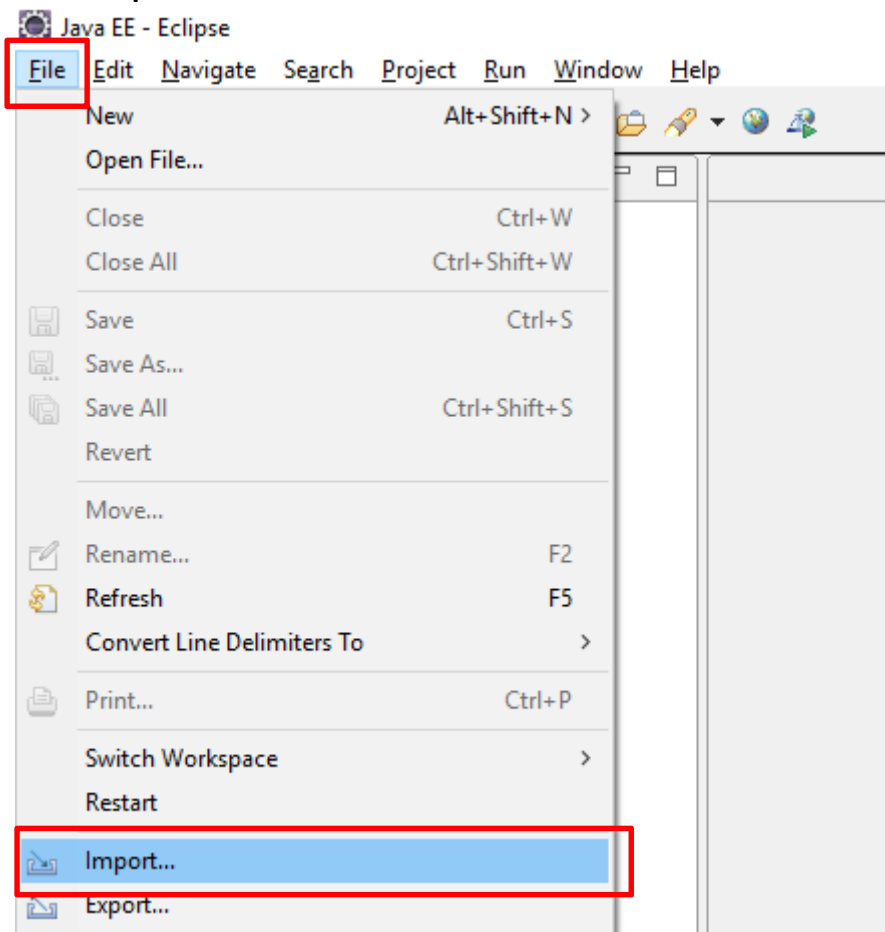 Java EE - Eclipse
File Edit Navigate Search Project Run Window Help
New Alt+Shift+N >
Open File...
Close Ctrl+W
Close All Ctrl+Shift+W
Save Ctrl+S
Save As...
Save All Ctrl+Shift+S
Revert
Move...
Rename... F2
Refresh F5
Convert Line Delimiters To >
Print... Ctrl+P
Switch Workspace >
Restart
Import...
Export...